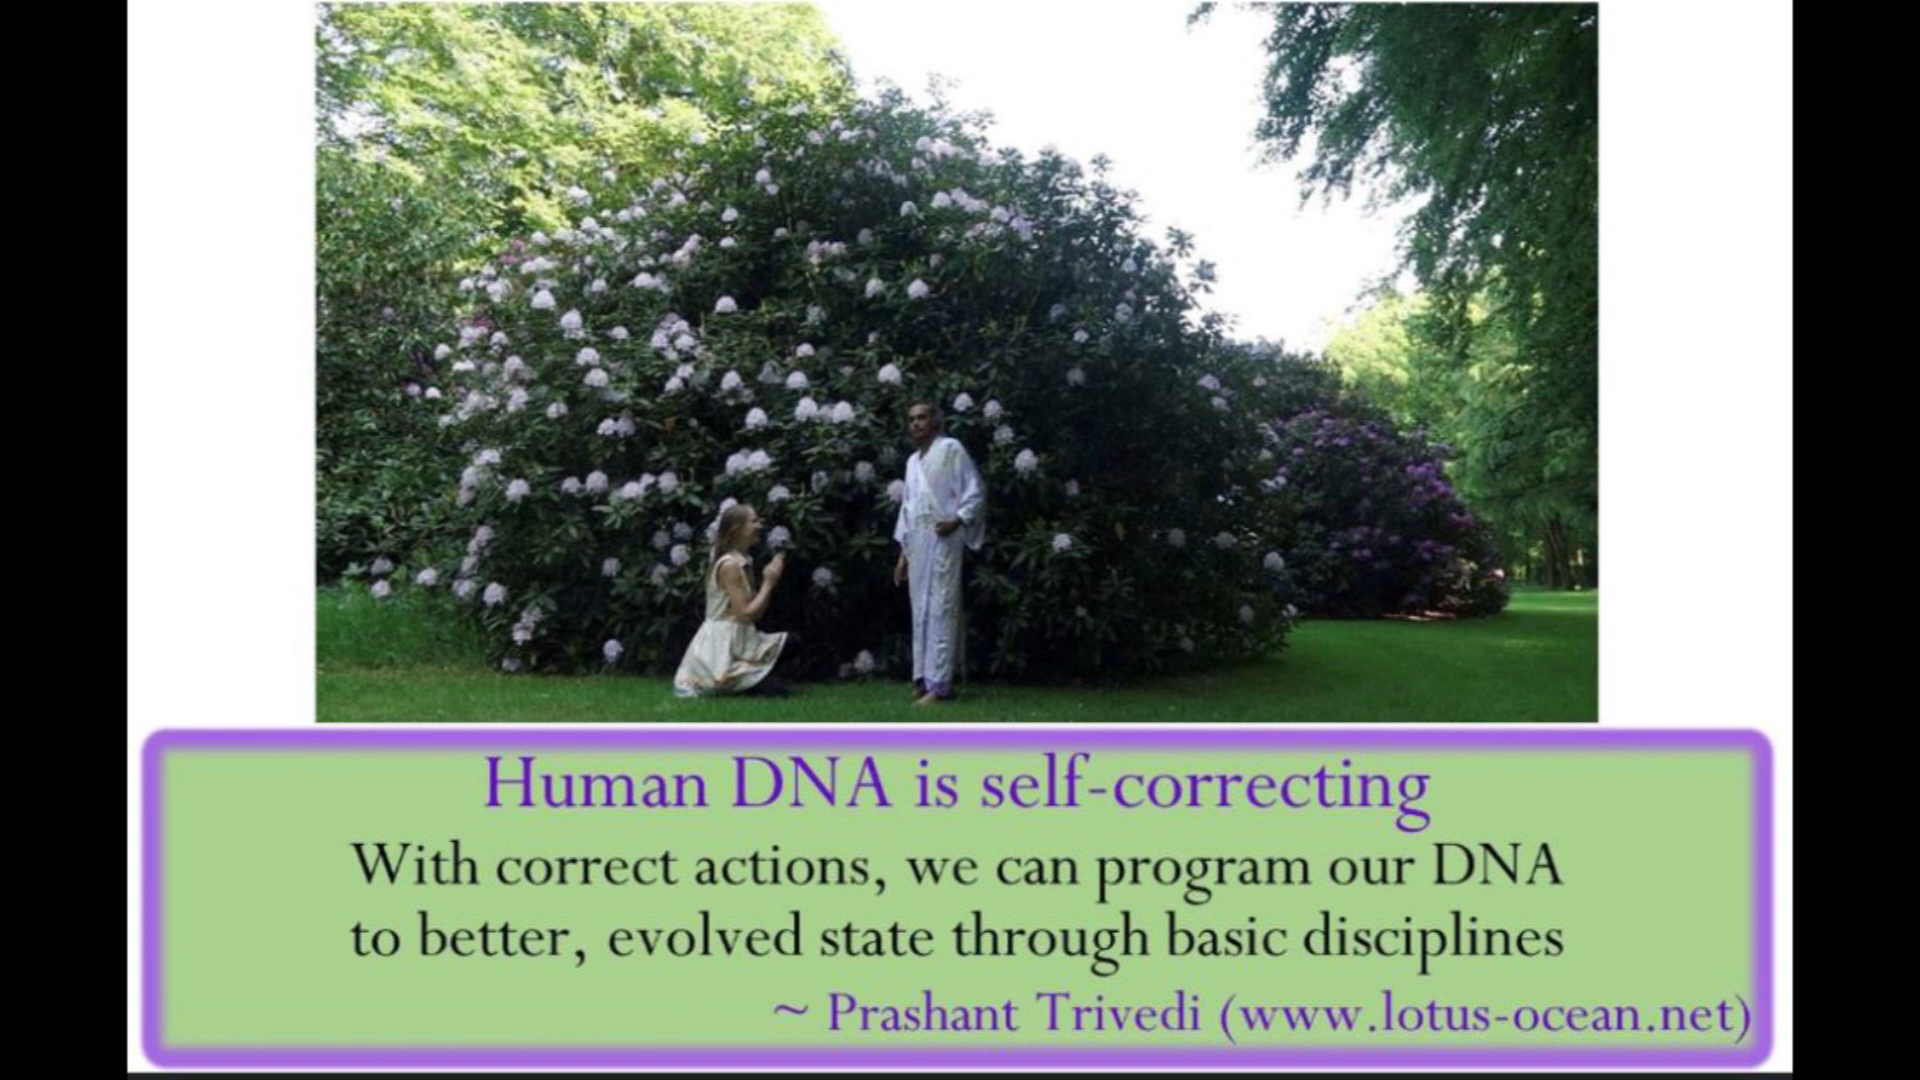 Human DNA is self-correcting
With correct actions, we can program our DNA
to better, evolved state through basic disciplines
~ Prashant Trivedi (www.lotus-ocean.net)